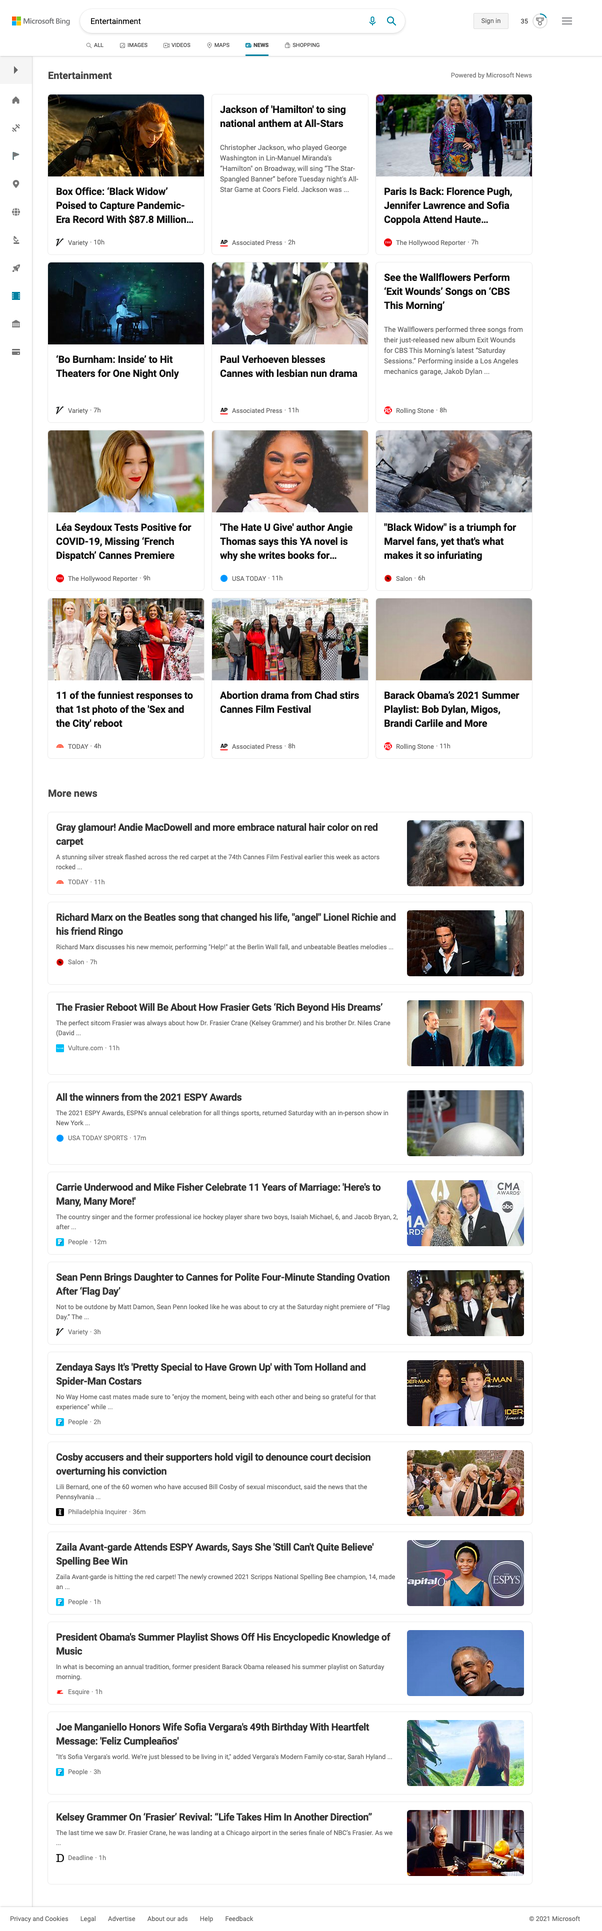 Microsoft Bing
Entertainment
Sign in
35
ALL
IMAGES
VIDEOS
MAPS
NEWS
SHOPPING
Entertainment
Powered by Microsoft News
Box Office: ‘Black Widow’
Poised to Capture Pandemic-
Era Record With $87.8 Million...
Variety · 10h
Jackson of 'Hamilton' to sing
national anthem at All-Stars
Christopher Jackson, who played George
Washington in Lin-Manuel Miranda's
"Hamilton" on Broadway, will sing "The Star-
Spangled Banner" before Tuesday night's All-
Star Game at Coors Field. Jackson was ...
AP Associated Press · 2h
Paris Is Back: Florence Pugh,
Jennifer Lawrence and Sofia
Coppola Attend Haute...
The Hollywood Reporter · 7h
‘Bo Burnham: Inside’ to Hit
Theaters for One Night Only
Variety · 7h
Paul Verhoeven blesses
Cannes with lesbian nun drama
AP Associated Press · 11h
See the Wallflowers Perform
‘Exit Wounds’ Songs on ‘CBS
This Morning’
The Wallflowers performed three songs from
their just-released new album Exit Wounds
for CBS This Morning's latest "Saturday
Sessions." Performing inside a Los Angeles
mechanics garage, Jakob Dylan ...
Rolling Stone · 8h
Léa Seydoux Tests Positive for
COVID-19, Missing ‘French
Dispatch’ Cannes Premiere
The Hollywood Reporter · 9h
'The Hate U Give' author Angie
Thomas says this YA novel is
why she writes books for...
USA TODAY · 11h
"Black Widow" is a triumph for
Marvel fans, yet that's what
makes it so infuriating
Salon · 6h
11 of the funniest responses to
that 1st photo of the 'Sex and
the City' reboot
TODAY · 4h
Abortion drama from Chad stirs
Cannes Film Festival
AP Associated Press · 8h
Barack Obama's 2021 Summer
Playlist: Bob Dylan, Migos,
Brandi Carlile and More
Rolling Stone · 11h
More news
Gray glamour! Andie MacDowell and more embrace natural hair color on red
carpet
A stunning silver streak flashed across the red carpet at the 74th Cannes Film Festival earlier this week as actors
rocked ...
TODAY · 11h
Richard Marx on the Beatles song that changed his life, "angel" Lionel Richie and
his friend Ringo
Richard Marx discusses his new memoir, performing "Help!" at the Berlin Wall fall, and unbeatable Beatles melodies ...
Salon · 7h
The Frasier Reboot Will Be About How Frasier Gets ‘Rich Beyond His Dreams’
The perfect sitcom Frasier was always about how Dr. Frasier Crane (Kelsey Grammer) and his brother Dr. Niles Crane
(David ...
Vulture.com · 11h
All the winners from the 2021 ESPY Awards
The 2021 ESPY Awards, ESPN's annual celebration for all things sports, returned Saturday with an in-person show in
New York ...
USA TODAY SPORTS · 17m
Carrie Underwood and Mike Fisher Celebrate 11 Years of Marriage: 'Here's to
Many, Many More!'
The country singer and the former professional ice hockey player share two boys, Isaiah Michael, 6, and Jacob Bryan, 2,
after ...
People · 12m
CMA
AWARDS
abc
Sean Penn Brings Daughter to Cannes for Polite Four-Minute Standing Ovation
After ‘Flag Day’
Not to be outdone by Matt Damon, Sean Penn looked like he was about to cry at the Saturday night premiere of "Flag
Day." The ...
Variety · 3h
Zendaya Says It's 'Pretty Special to Have Grown Up' with Tom Holland and
Spider-Man Costars
No Way Home cast mates made sure to "enjoy the moment, being with each other and being so grateful for that
experience" while ...
People · 2h
Cosby accusers and their supporters hold vigil to denounce court decision
overturning his conviction
Lili Bernard, one of the 60 women who have accused Bill Cosby of sexual misconduct, said the news that the
Pennsylvania ...
Philadelphia Inquirer · 36m
Zaila Avant-garde Attends ESPY Awards, Says She 'Still Can't Quite Believe'
Spelling Bee Win
Zaila Avant-garde is hitting the red carpet! The newly crowned 2021 Scripps National Spelling Bee champion, 14, made
an ...
People · 1h
apital
ESPYS
President Obama's Summer Playlist Shows Off His Encyclopedic Knowledge of
Music
In what is becoming an annual tradition, former president Barack Obama released his summer playlist on Saturday
morning.
Esquire · 1h
Joe Manganiello Honors Wife Sofia Vergara's 49th Birthday With Heartfelt
Message: 'Feliz Cumpleaños'
"It's Sofia Vergara's world. We're just blessed to be living in it," added Vergara's Modern Family co-star, Sarah Hyland ...
People · 3h
Kelsey Grammer On ‘Frasier’ Revival: “Life Takes Him In Another Direction”
The last time we saw Dr. Frasier Crane, he was landing at a Chicago airport in the series finale of NBC's Frasier. As we
...
Deadline · 1h
Privacy and Cookies
Legal
Advertise
About our ads
Help
Feedback
© 2021 Microsoft